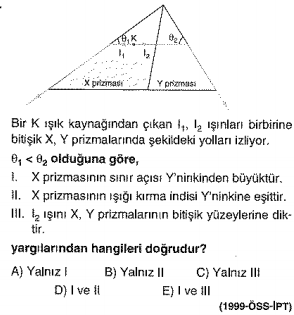 θ₁ K θ₂
I₁ I₂
X prizması Y prizması
Bir K ışık kaynağından çıkan I₁, I₂ ışınları birbirine
bitişik X, Y prizmalarında şekildeki yolları izliyor.
θ₁ < θ₂ olduğuna göre,
I. X prizmasının sınır açısı Y'ninkinden büyüktür.
II. X prizmasının ışığı kırma indisi Y'ninkine eşittir.
III. I₂ ışını X, Y prizmalarının bitişik yüzeylerine dik-
tir.
yargılarından hangileri doğrudur?
A) Yalnız I B) Yalnız II C) Yalnız III
D) I ve II E) I ve III
(1999-ÖSS-İPT)